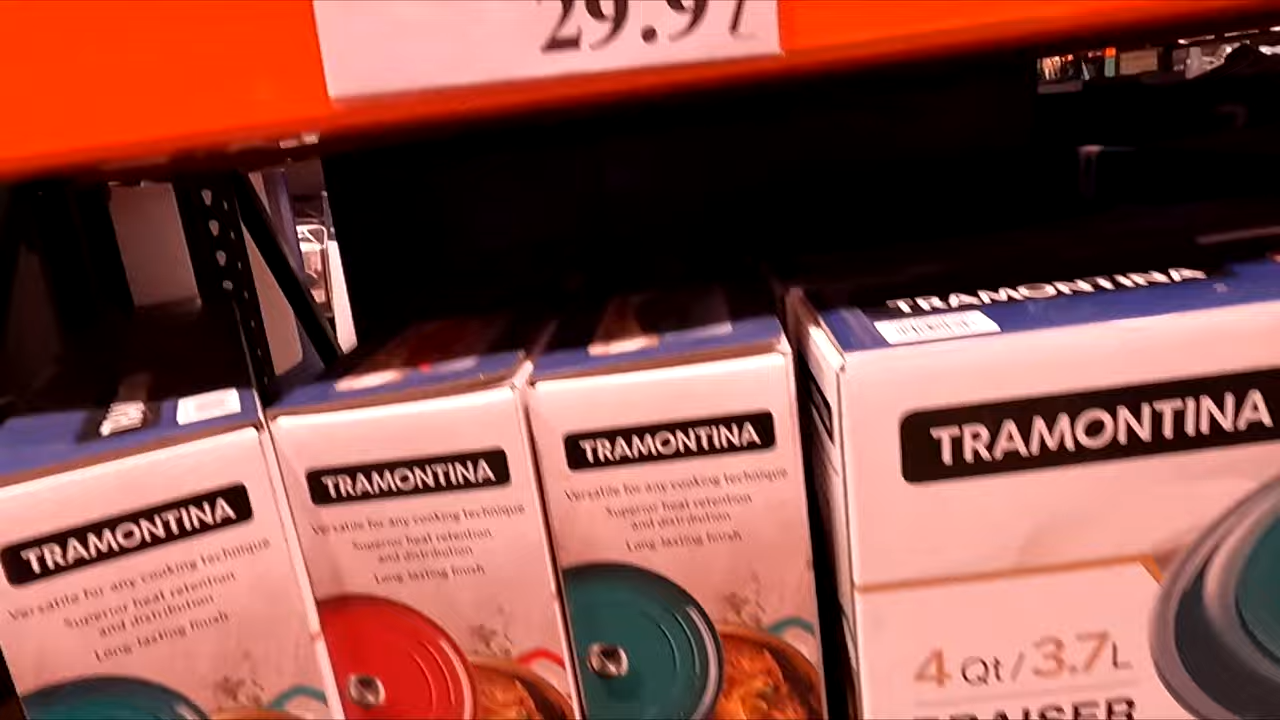 29.97
TRAMONTINA
TRAMONTINA
Versatile for any cooking technique
Superior heat retention
and distribution
Long-lasting finish
TRAMONTINA
Versatile for any cooking technique
Superior heat retention
and distribution
Long-lasting finish
TRAMONTINA
Versatile for any cooking technique
Superior heat retention
and distribution
Long-lasting finish
TRAMONTINA
4 Qt / 3.7 L
BRAISER